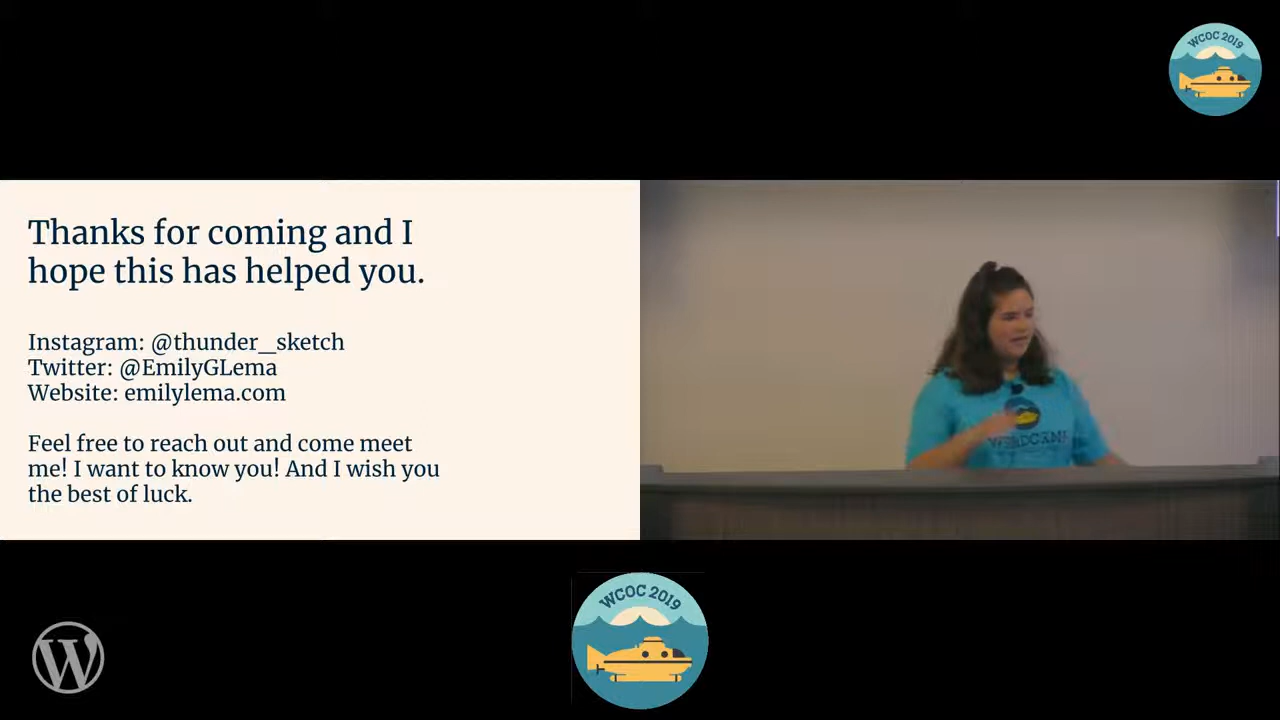 WCOC 2019
Thanks for coming and I
hope this has helped you.
Instagram: @thunder_sketch
Twitter: @EmilyGLema
Website: emilylema.com
Feel free to reach out and come meet
me! I want to know you! And I wish you
the best of luck.
WORDCAMP
WCOC 2019
W